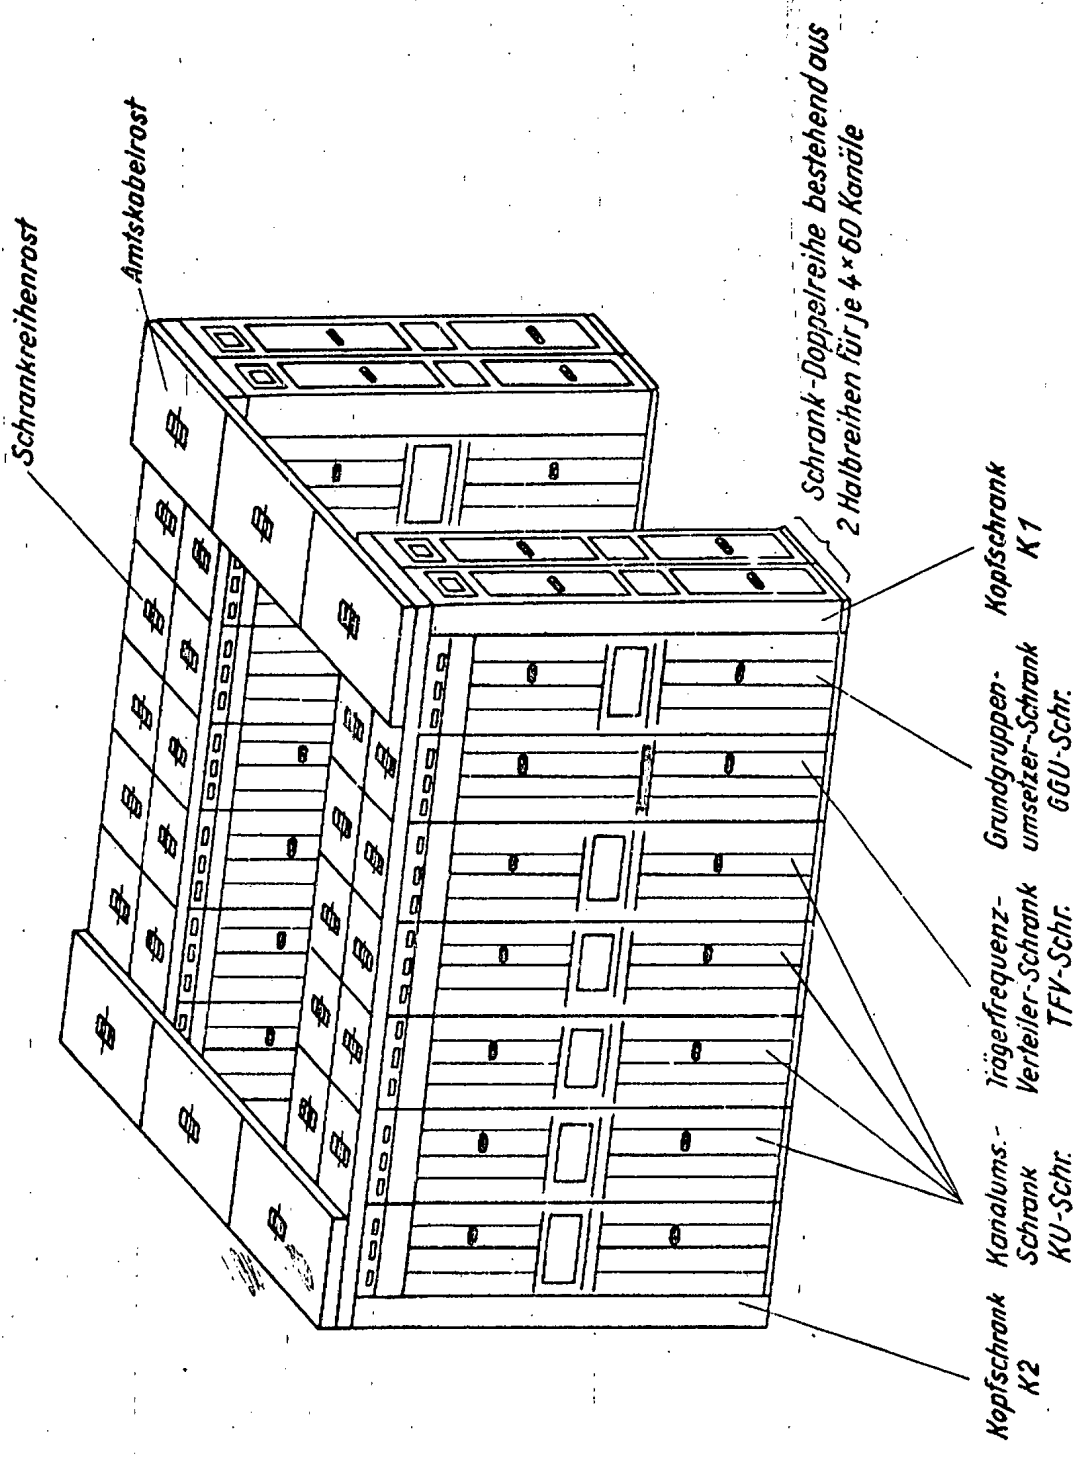 Schrankreihenrost
Amtskabelrost
Schrank-Doppelreihe bestehend aus
2 Halbreihen für je 4×60 Kanäle
Kopfschrank
K2
Kanalums.-
Schrank
KU-Schr.
Trägerfrequenz-
Verteiler-Schrank
TFV-Schr.
Grundgruppen-
umsetzer-Schrank
GGU-Schr.
Kopfschrank
K1